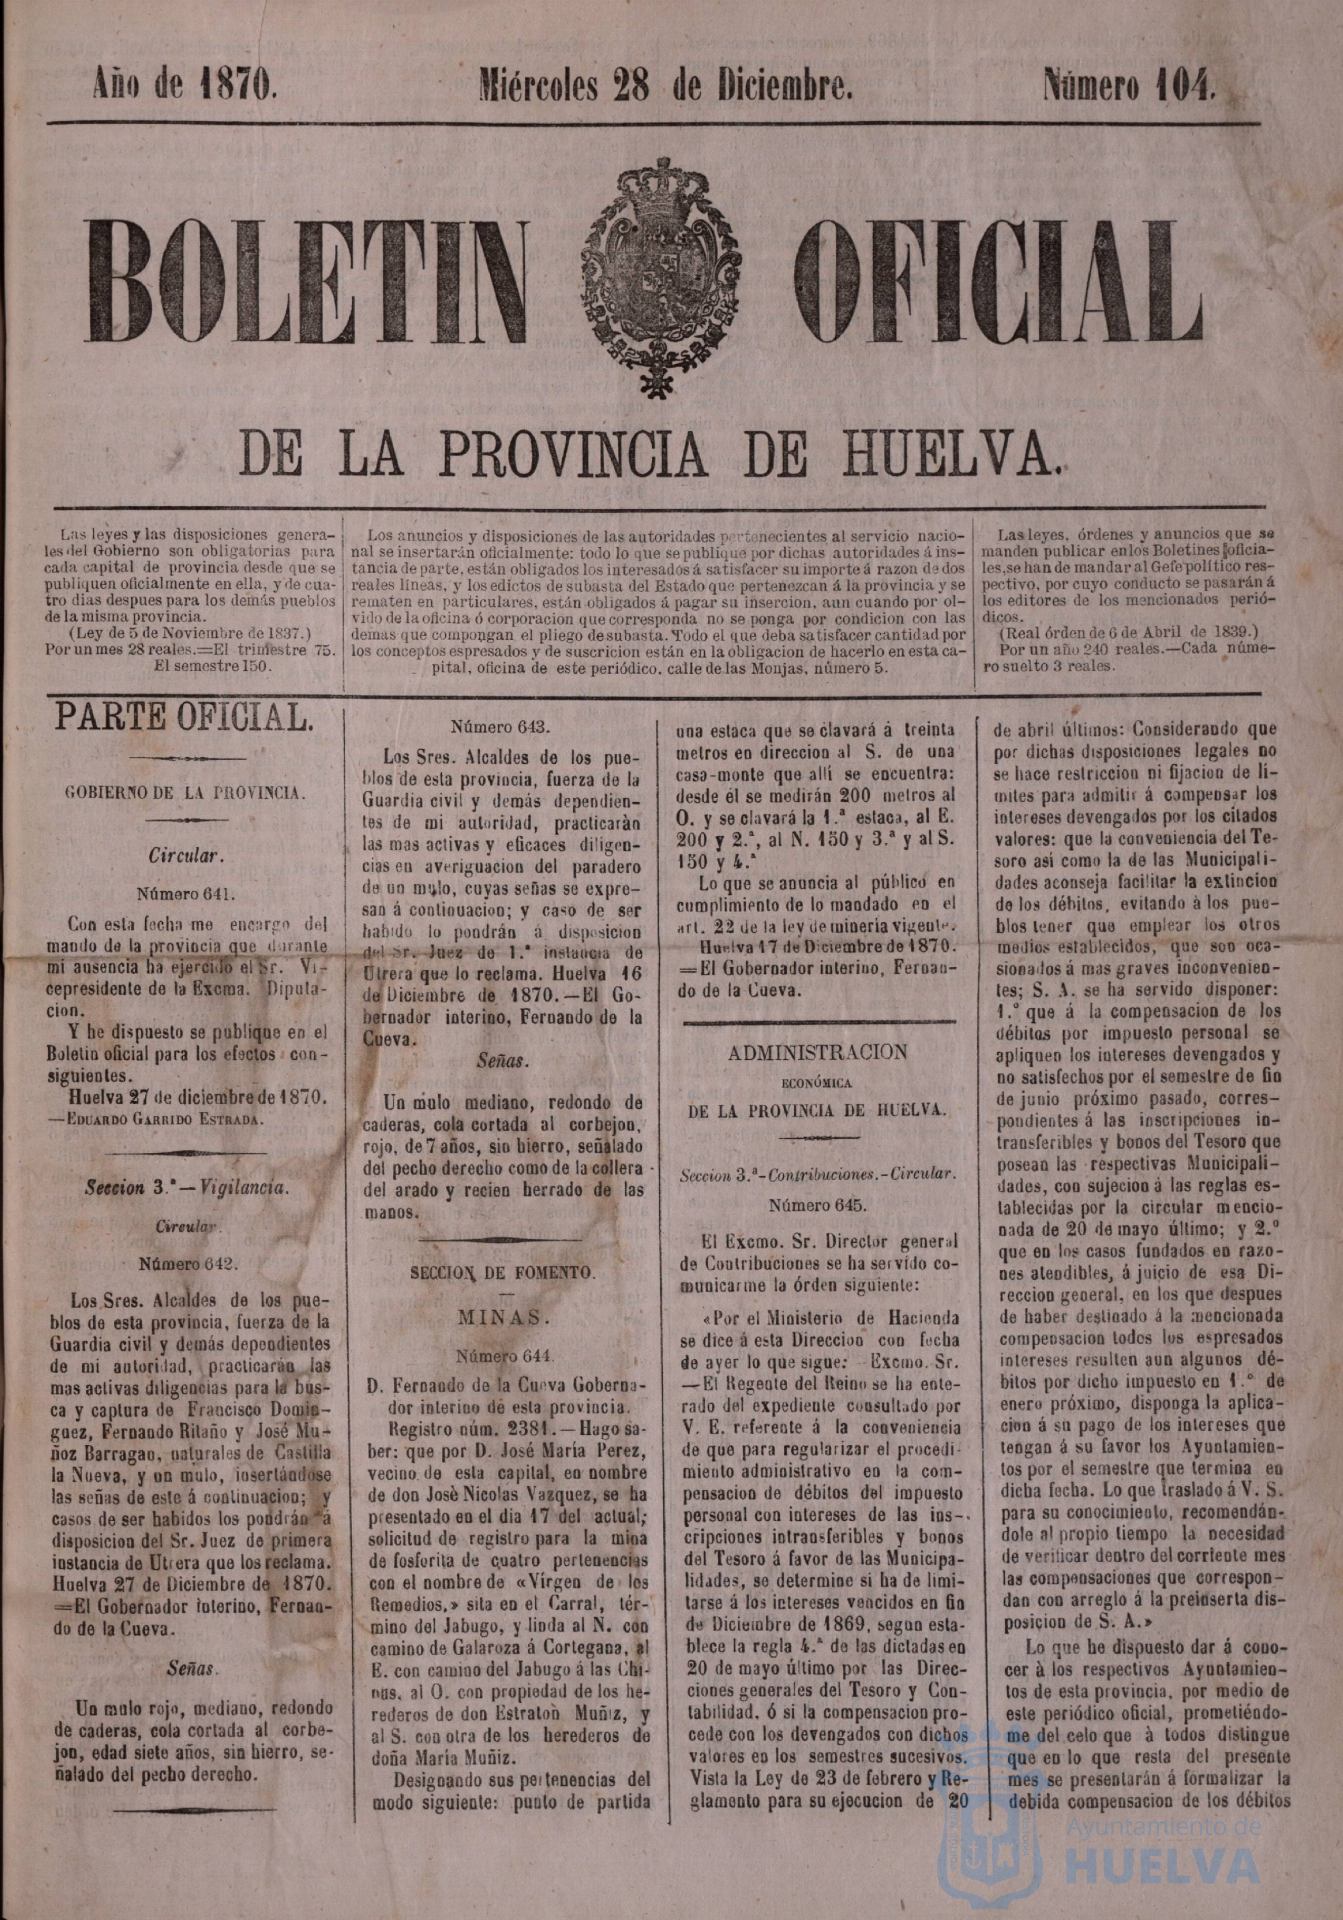 Año de 1870.
Miércoles 28 de Diciembre.
Número 104.
BOLETIN OFICIAL
DE LA PROVINCIA DE HUELVA.
Las leyes y las disposiciones genera-
les del Gobierno son obligatorias para
cada capital de provincia desde que se
publiquen oficialmente en ella, y de cua-
tro dias despues para los demás pueblos
de la misma provincia.
(Ley de 5 de Noviembre de 1837.)
Por un mes 28 reales.=El trimestre 75.
El semestre 150.
Los anuncios y disposiciones de las autoridades pertenecientes al servicio nacio-
nal se insertarán oficialmente: todo lo que se publique por dichas autoridades á ins-
tancia de parte, están obligados los interesados á satisfacer su importe á razon de dos
reales líneas, y los edictos de subasta del Estado que pertenezcan á la provincia y se
rematen en particulares, están obligados á pagar su insercion, aun cuando por ol-
vido de la oficina ó corporacion que corresponda no se ponga por condicion con las
demás que compongan el pliego de subasta. Todo el que deba satisfacer cantidad por
los conceptos espresados y de suscricion están en la obligacion de hacerlo en esta ca-
pital, oficina de este periódico, calle de las Monjas, número 5.
Las leyes, órdenes y anuncios que se
manden publicar en los Boletines oficia-
les, se han de mandar al Gefe político res-
pectivo, por cuyo conducto se pasarán á
los editores de los mencionados perió-
dicos.
(Real órden de 6 de Abril de 1839.)
Por un año 240 reales.—Cada núme-
ro suelto 3 reales.
PARTE OFICIAL.
GOBIERNO DE LA PROVINCIA.
Circular.
Número 641.
Con esta fecha me encargo del
mando de la provincia que durante
mi ausencia ha ejercido el Sr. Vi-
cepresidente de la Excma. Diputa-
cion.
Y he dispuesto se publique en el
Boletin oficial para los efectos con-
siguientes.
Huelva 27 de diciembre de 1870.
—EDUARDO GARRIDO ESTRADA.
Seccion 3.ª—Vigilancia.
Circular.
Número 642.
Los Sres. Alcaldes de los pue-
blos de esta provincia, fuerza de la
Guardia civil y demás dependientes
de mi autoridad, practicarán las
mas activas diligencias para la bus-
ca y captura de Francisco Domin-
guez, Fernando Ritaño y José Mu-
ñoz Barragan, naturales de Castilla
la Nueva, y un mulo, insertándose
las señas de este á continuacion; y
casos de ser habidos los pondrán á
disposicion del Sr. Juez de primera
instancia de Utrera que los reclama.
Huelva 27 de Diciembre de 1870.
=El Gobernador interino, Fernan-
do de la Cueva.
Señas.
Un mulo rojo, mediano, redondo
de caderas, cola cortada al corbe-
jon, edad siete años, sin hierro, se-
ñalado del pecho derecho.
Número 643.
Los Sres. Alcaldes de los pue-
blos de esta provincia, fuerza de la
Guardia civil y demás dependien-
tes de mi autoridad, practicaràn
las mas activas y eficaces diligen-
cias en averiguacion del paradero
de un mulo, cuyas señas se expre-
san á continuacion; y caso de ser
habido lo pondrán á disposicion
del Sr. Juez de 1.ª instancia de
Utrera que lo reclama. Huelva 16
de Diciembre de 1870.—El Go-
bernador interino, Fernando de la
Cueva.
Señas.
Un mulo mediano, redondo de
caderas, cola cortada al corbejon,
rojo, de 7 años, sin hierro, señalado
del pecho derecho como de la collera
del arado y recien herrado de las
manos.
SECCION DE FOMENTO.
MINAS.
Número 644.
D. Fernando de la Cueva Goberna-
dor interino de esta provincia.
Registro núm. 2381.—Hago sa-
ber: que por D. José María Perez,
vecino de esta capital, en nombre
de don Josè Nicolas Vazquez, se ha
presentado en el dia 17 del actual,
solicitud de registro para la mina
de fosforita de cuatro pertenencias
con el nombre de «Vírgen de los
Remedios,» sita en el Carral, tér-
mino del Jabugo, y linda al N. con
camino de Galaroza á Cortegana, al
E. con camino del Jabugo á las Chi-
nas, al O. con propiedad de los he-
rederos de don Estraton Muñiz, y
al S. con otra de los herederos de
doña María Muñiz.
Designando sus pertenencias del
modo siguiente: punto de partida
una estaca que se clavará á treinta
metros en direccion al S. de una
casa-monte que allí se encuentra:
desde él se medirán 200 metros al
O. y se clavará la 1.ª estaca, al E.
200 y 2.ª, al N. 150 y 3.ª y al S.
150 y 4.ª
Lo que se anuncia al público en
cumplimiento de lo mandado en el
art. 22 de la ley de minería vigente.
Huelva 17 de Diciembre de 1870.
=El Gobernador interino, Fernan-
do de la Cueva.
ADMINISTRACION
ECONÓMICA
DE LA PROVINCIA DE HUELVA.
Seccion 3.ª-Contribuciones.-Circular.
Número 645.
El Excmo. Sr. Director general
de Contribuciones se ha servido co-
municarme la órden siguiente:
«Por el Ministerio de Hacienda
se dice á esta Direccion con fecha
de ayer lo que sigue: Excmo. Sr.
—El Regente del Reino se ha ente-
rado del expediente consultado por
V. E. referente á la conveniencia
de que para regularizar el procedi-
miento administrativo en la com-
pensacion de débitos del impuesto
personal con intereses de las ins-
cripciones intransferibles y bonos
del Tesoro á favor de las Municipa-
lidades, se determine si ha de limi-
tarse á los intereses vencidos en fin
de Diciembre de 1869, segun esta-
blece la regla 4.ª de las dictadas en
20 de mayo último por las Direc-
ciones generales del Tesoro y Con-
tabilidad, ó si la compensacion pro-
cede con los devengados con dichos
valores en los semestres sucesivos.
Vista la Ley de 23 de febrero y Re-
glamento para su ejecucion de 20
de abril últimos: Considerando que
por dichas disposiciones legales no
se hace restriccion ni fijacion de lí-
mites para admitir á compensar los
intereses devengados por los citados
valores: que la conveniencia del Te-
soro así como la de las Municipali-
dades aconseja facilitar la extincion
de los débitos, evitando à los pue-
blos tener que emplear los otros
medios establecidos, que son oca-
sionados á mas graves inconvenien-
tes; S. A. se ha servido disponer:
1.º que á la compensacion de los
débitos por impuesto personal se
apliquen los intereses devengados y
no satisfechos por el semestre de fin
de junio próximo pasado, corres-
pondientes á las inscripciones in-
transferibles y bonos del Tesoro que
posean las respectivas Municipali-
dades, con sujecion á las reglas es-
tablecidas por la circular mencio-
nada de 20 de mayo último; y 2.º
que en los casos fundados en razo-
nes atendibles, á juicio de esa Di-
reccion general, en los que despues
de haber destinado á la mencionada
compensacion todos los espresados
intereses resulten aun algunos dé-
bitos por dicho impuesto en 1.º de
enero próximo, disponga la aplica-
cion á su pago de los intereses que
tengan á su favor los Ayuntamien-
tos por el semestre que termina en
dicha fecha. Lo que traslado á V. S.
para su conocimiento, recomendán-
dole al propio tiempo la necesidad
de verificar dentro del corriente mes
las compensaciones que correspon-
dan con arreglo á la preinserta dis-
posicion de S. A.»
Lo que he dispuesto dar á cono-
cer à los respectivos Ayuntamien-
tos de esta provincia, por medio de
este periódico oficial, prometiéndo-
me del celo que à todos distingue
que en lo que resta del presente
mes se presentarán á formalizar la
debida compensacion de los débitos
Ayuntamiento de
HUELVA